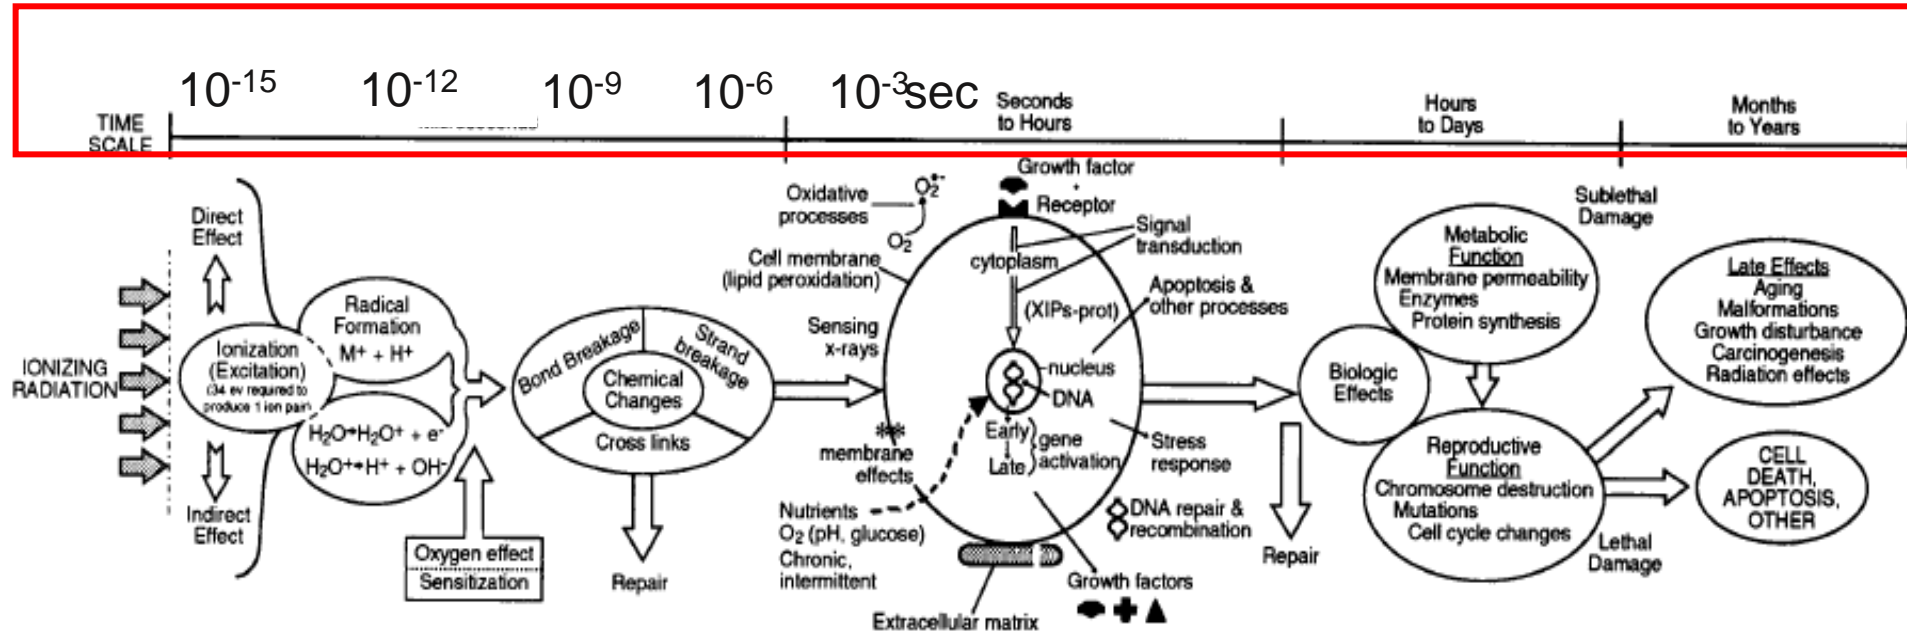 10-15 10-12 10-9 10-6 10-3sec
TIME
SCALE
Seconds
to Hours
Hours
to Days
Months
to Years
IONIZING
RADIATION
Direct
Effect
Indirect
Effect
Ionization
(Excitation)
(34 ev required to
produce 1 ion pair)
Radical
Formation
M+ + H+
H2O→H2O+ + e-
H2O+→H+ + OH-
Oxygen effect
Sensitization
Bond Breakage
Strand
breakage
Chemical
Changes
Cross links
Repair
Oxidative
processes
O2•-
O2
Cell membrane
(lipid peroxidation)
Sensing
x-rays
**
membrane
effects
Nutrients
O2 (pH, glucose)
Chronic,
intermittent
Extracellular matrix
Growth factor
+
Receptor
Signal
transduction
cytoplasm
(XIPs-prot)
Apoptosis &
other processes
nucleus
DNA
Early
Late
gene
activation
Stress
response
DNA repair &
recombination
Growth factors
Biologic
Effects
Repair
Metabolic
Function
Membrane permeability
Enzymes
Protein synthesis
Reproductive
Function
Chromosome destruction
Mutations
Cell cycle changes
Sublethal
Damage
Late Effects
Aging
Malformations
Growth disturbance
Carcinogenesis
Radiation effects
CELL
DEATH,
APOPTOSIS,
OTHER
Lethal
Damage